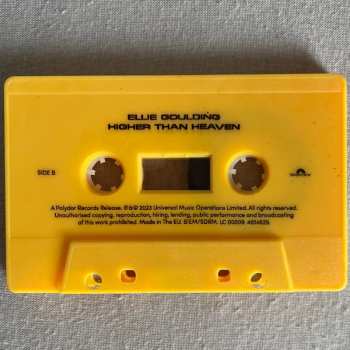 ELLIE GOULDING
HIGHER THAN HEAVEN
SIDE B
A Polydor Records Release. ℗&© 2023 Universal Music Operations Limited. All rights reserved.
Unauthorised copying, reproduction, hiring, lending, public performance and broadcasting
of this work prohibited. Made in The EU. BIEM/SDRM. LC 00309. 4814825